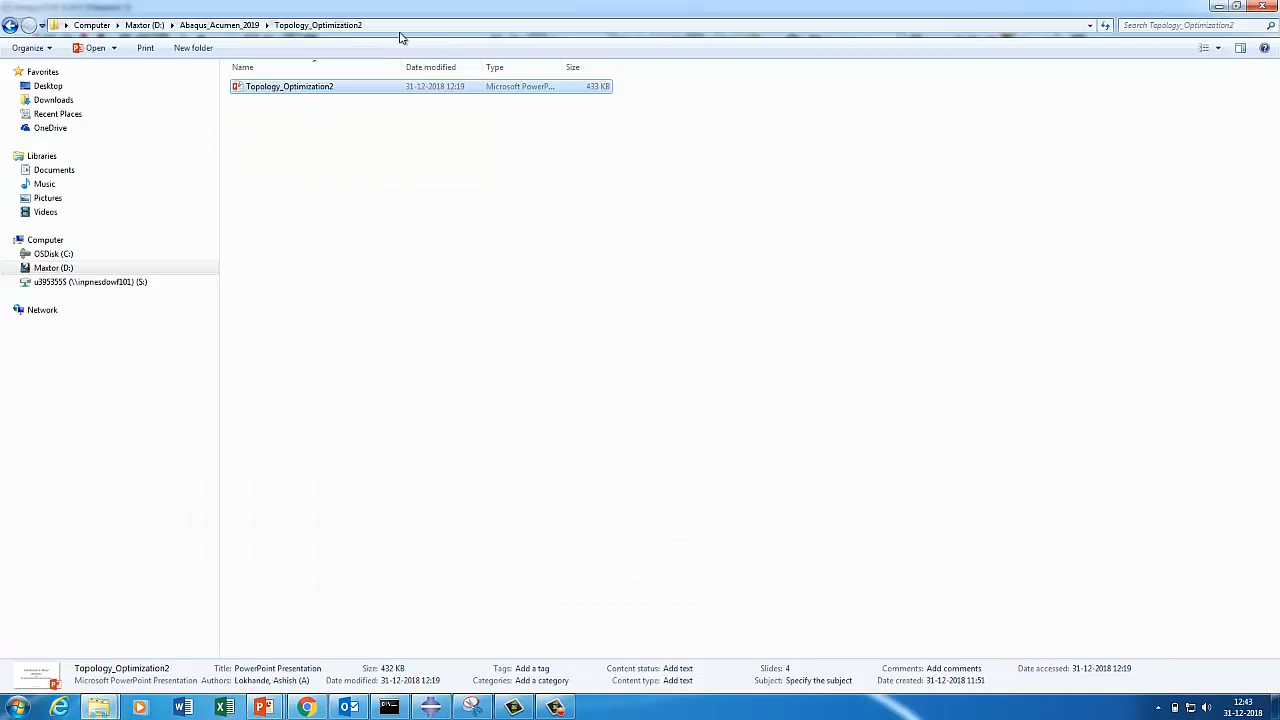 Computer Maxtor (D:) Abaqus_Acumen_2019 Topology_Optimization2 Search Topology_Optimization2
Organize Open Print New folder
Name Date modified Type Size
Topology_Optimization2 31-12-2018 12:19 Microsoft PowerP... 433 KB
Favorites
Desktop
Downloads
Recent Places
OneDrive
Libraries
Documents
Music
Pictures
Videos
Computer
OSDisk (C:)
Maxtor (D:)
u395355$ (\\inpnesdowf101) (S:)
Network
Topology_Optimization2 Title: PowerPoint Presentation Size: 432 KB Tags: Add a tag Content status: Add text Slides: 4 Comments: Add comments Date accessed: 31-12-2018 12:19
Microsoft PowerPoint Presentation Authors: Lokhande, Ashish (A) Date modified: 31-12-2018 12:19 Categories: Add a category Content type: Add text Subject: Specify the subject Date created: 31-12-2018 11:51
12:43
31-12-2018